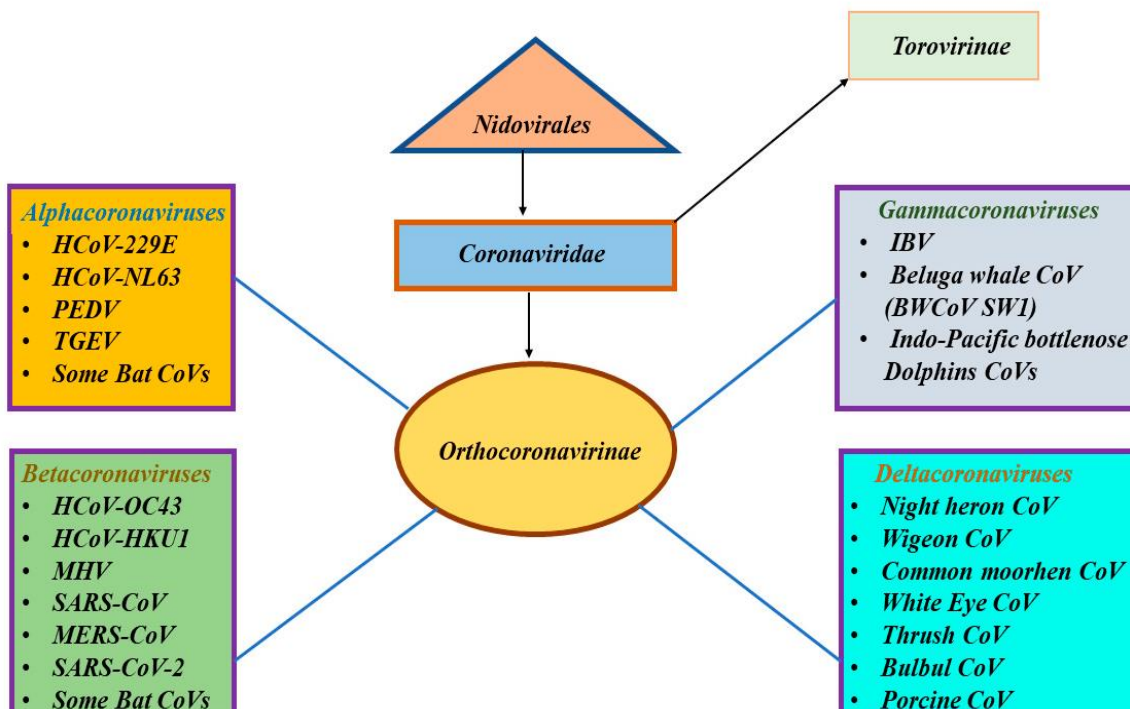 Torovirinae
Nidovirales
Coronaviridae
Orthocoronavirinae
Alphacoronaviruses
• HCoV-229E
• HCoV-NL63
• PEDV
• TGEV
• Some Bat CoVs
Betacoronaviruses
• HCoV-OC43
• HCoV-HKU1
• MHV
• SARS-CoV
• MERS-CoV
• SARS-CoV-2
• Some Bat CoVs
Gammacoronaviruses
• IBV
• Beluga whale CoV
(BWCoV SW1)
• Indo-Pacific bottlenose
Dolphins CoVs
Deltacoronaviruses
• Night heron CoV
• Wigeon CoV
• Common moorhen CoV
• White Eye CoV
• Thrush CoV
• Bulbul CoV
• Porcine CoV